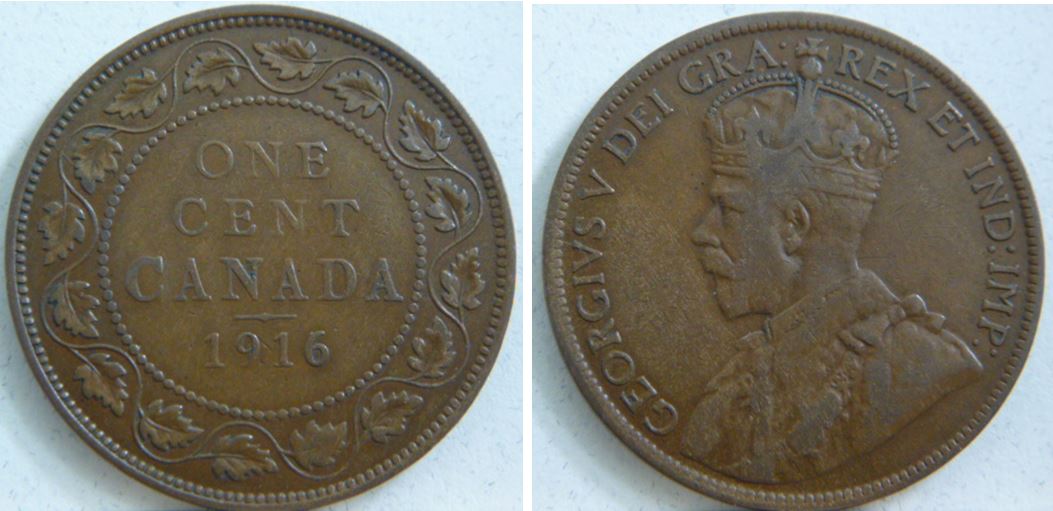 ONE
CENT
CANADA
1916
GEORGIVS V DEI GRA: REX ET IND: IMP.